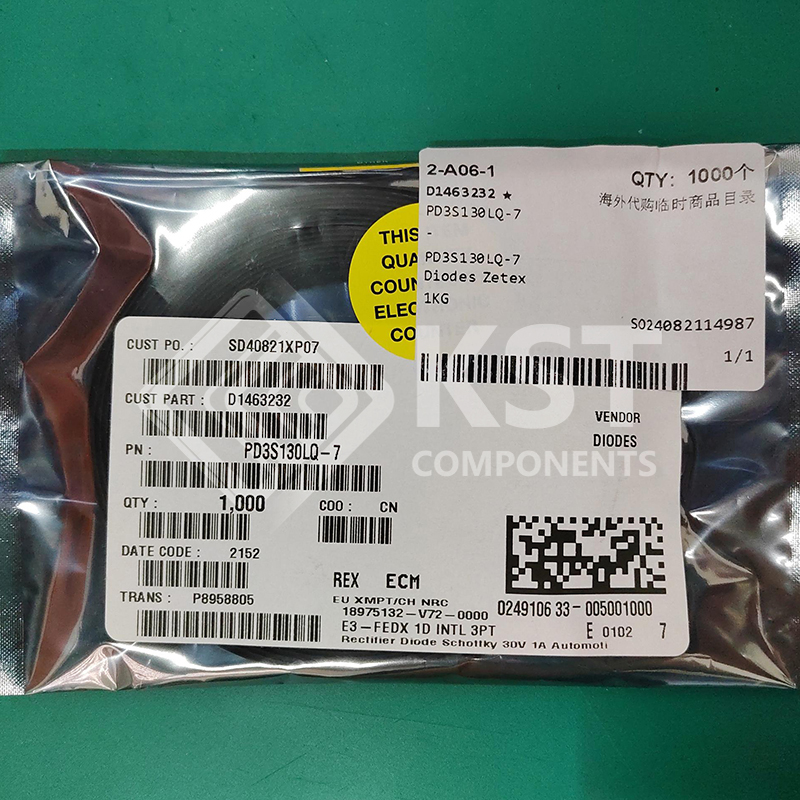 2-A06-1
QTY: 1000个
D1463232 ★
海外代购临时商品目录
PD3S130LQ-7
-
PD3S130LQ-7
Diodes Zetex
1KG
SO24082114987
1/1
THIS
QUA
COUN
ELEC
CO
CUST PO. : SD40821XP07
CUST PART : D1463232
VENDOR
DIODES
PN : PD3S130LQ-7
QTY : 1,000
COO : CN
DATE CODE : 2152
REX ECM
TRANS : P8958805
EU XMPT/CH NRC
18975132-V72-0000
E3-FEDX 1D INTL 3PT
Rectifier Diode Schottky 30V 1A Automoti
0249106 33-005001000
E 0102 7
KST
COMPONENTS